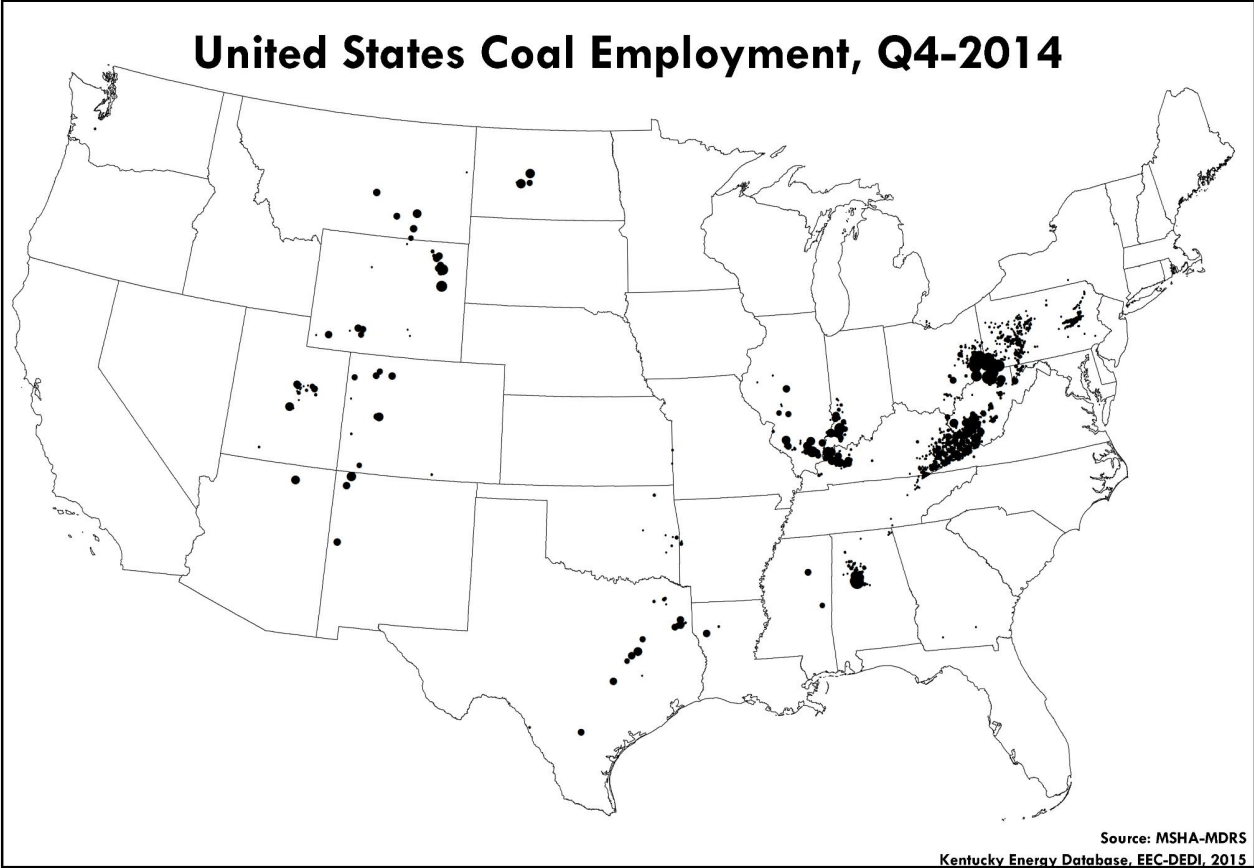 United States Coal Employment, Q4-2014
Source: MSHA-MDRS
Kentucky Energy Database, EEC-DEDI, 2015